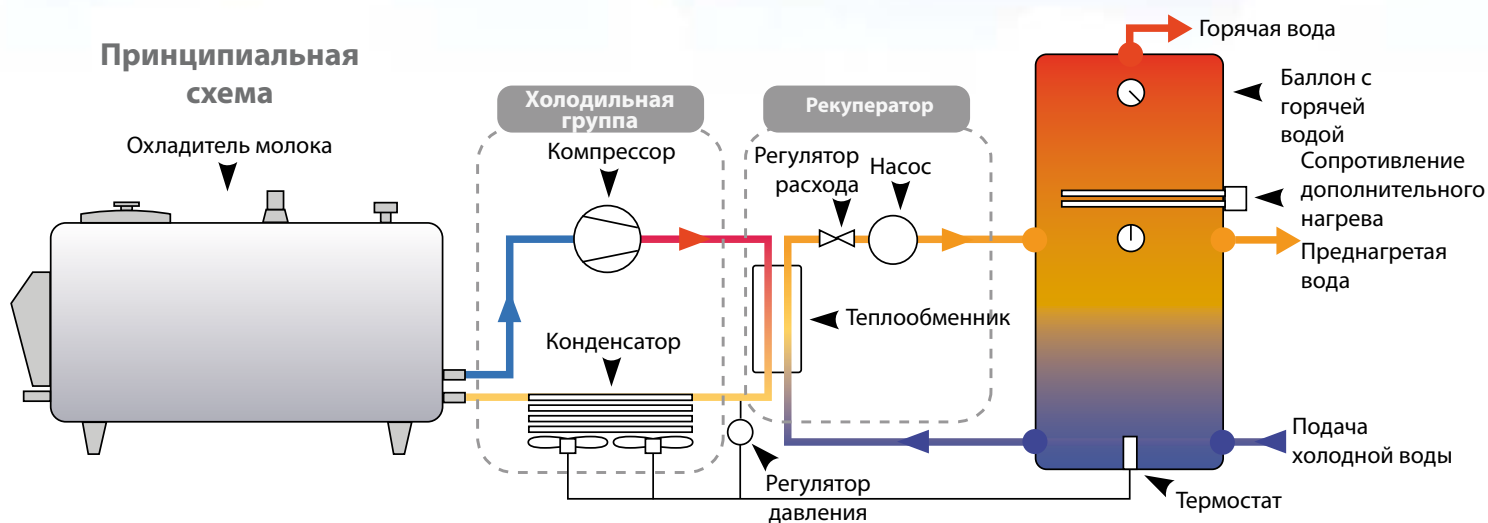 Принципиальная
схема
Охладитель молока
Холодильная
группа
Компрессор
Конденсатор
Рекуператор
Регулятор
расхода
Насос
Теплообменник
Регулятор
давления
Горячая вода
Баллон с
горячей
водой
Сопротивление
дополнительного
нагрева
Преднагретая
вода
Подача
холодной воды
Термостат